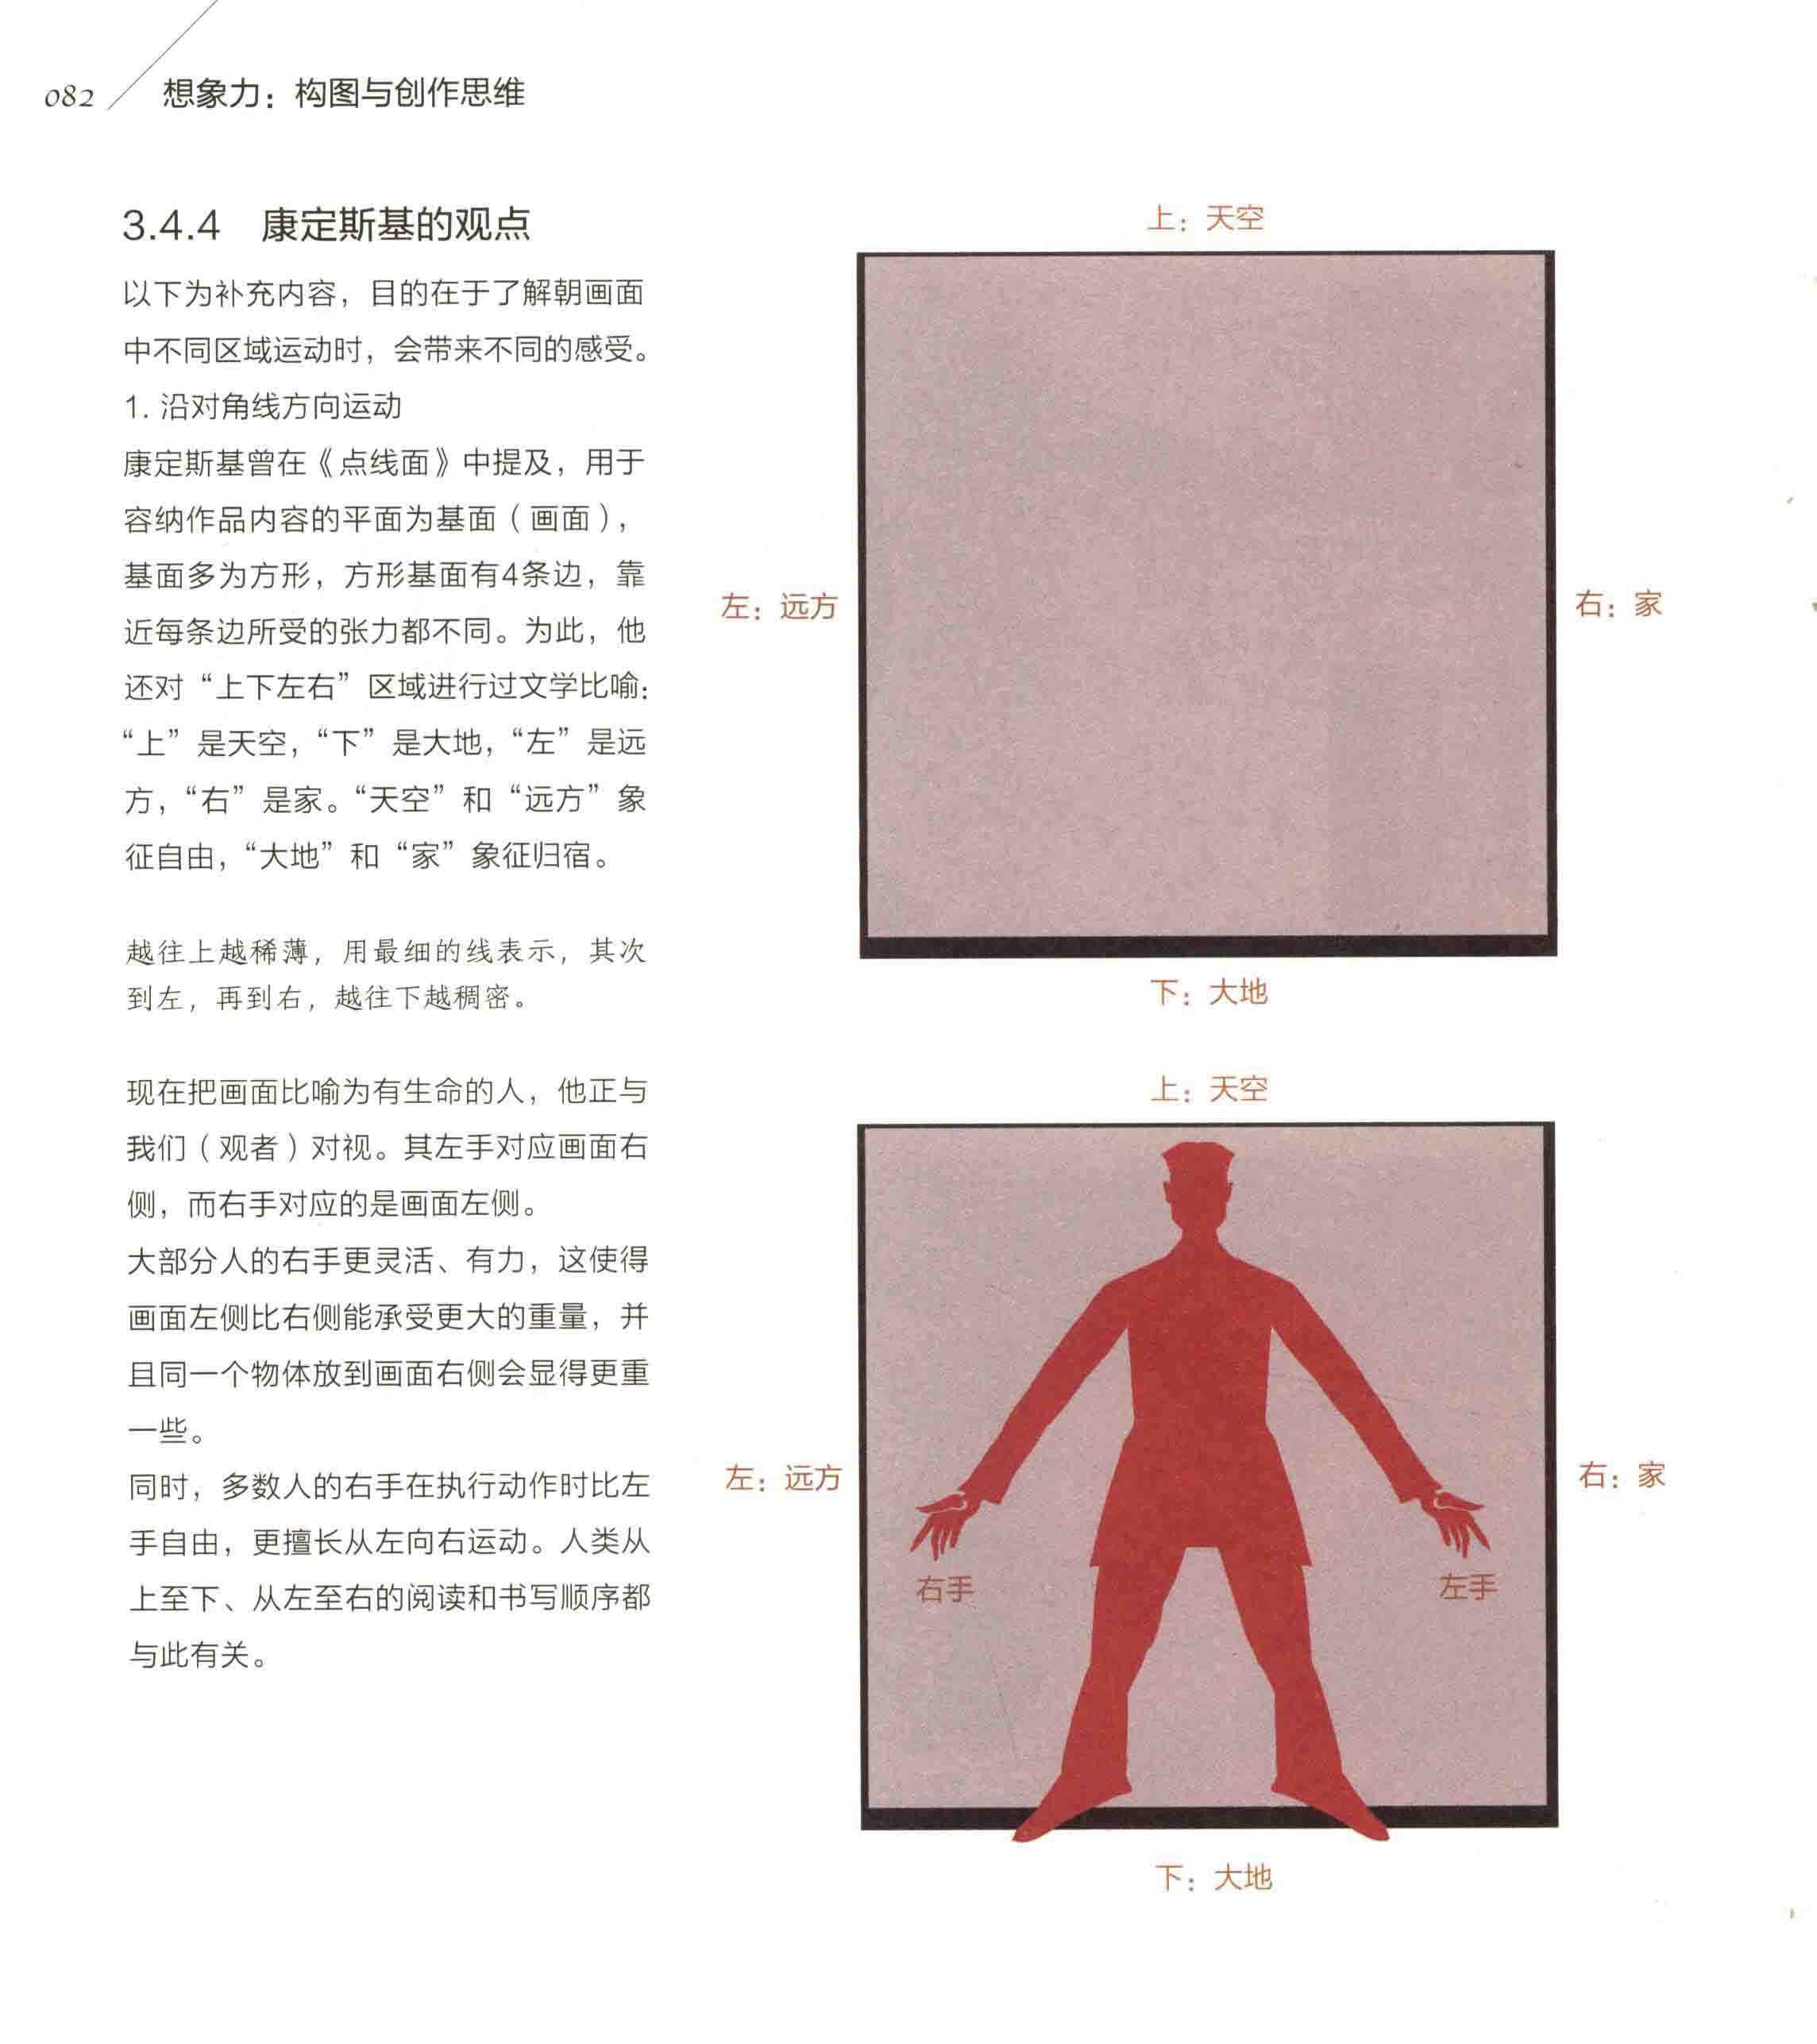 082
想象力：构图与创作思维
3.4.4 康定斯基的观点
以下为补充内容，目的在于了解朝画面
中不同区域运动时，会带来不同的感受。
1. 沿对角线方向运动
康定斯基曾在《点线面》中提及，用于
容纳作品内容的平面为基面（画面），
基面多为方形，方形基面有4条边，靠
近每条边所受的张力都不同。为此，他
还对“上下左右”区域进行过文学比喻：
“上”是天空，“下”是大地，“左”是远
方，“右”是家。“天空”和“远方”象
征自由，“大地”和“家”象征归宿。
越往上越稀薄，用最细的线表示，其次
到左，再到右，越往下越稠密。
现在把画面比喻为有生命的人，他正与
我们（观者）对视。其左手对应画面右
侧，而右手对应的是画面左侧。
大部分人的右手更灵活、有力，这使得
画面左侧比右侧能承受更大的重量，并
且同一个物体放到画面右侧会显得更重
一些。
同时，多数人的右手在执行动作时比左
手自由，更擅长从左向右运动。人类从
上至下、从左至右的阅读和书写顺序都
与此有关。
上：天空
左：远方
右：家
下：大地
上：天空
左：远方
右：家
右手
左手
下：大地